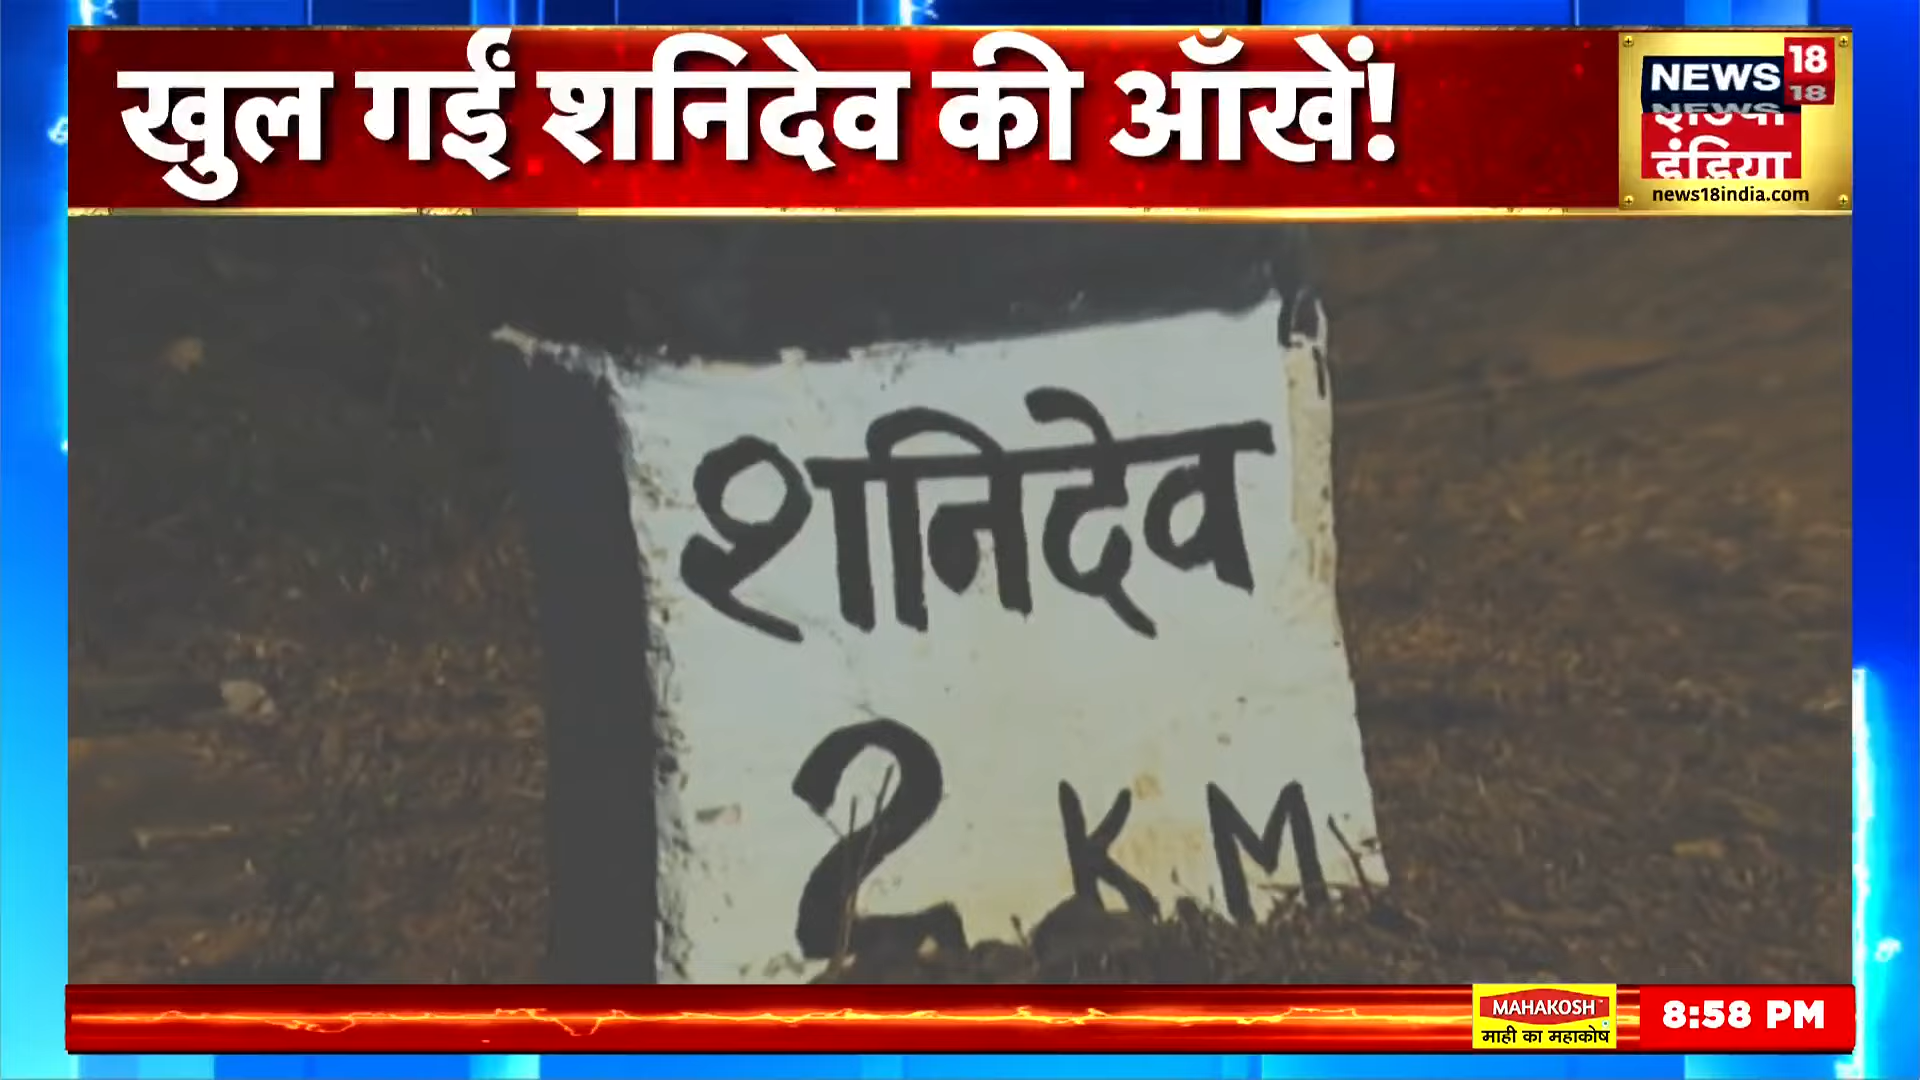 खुल गईं शनिदेव की आँखें!
NEWS 18
इंडिया
news18india.com
शनिदेव
2 KM
MAHAKOSH
माही का महाकोष
8:58 PM